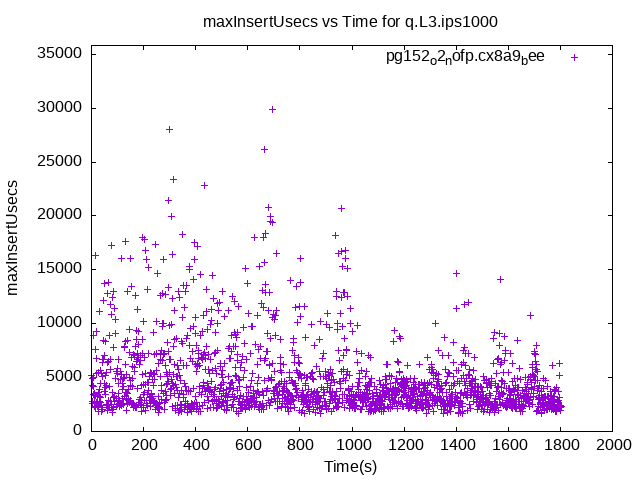 maxInsertUsecs vs Time for q.L3.ips1000
pg152_o2_nofp.cx8a9_bee
35000
30000
25000
20000
15000
10000
5000
0
maxInsertUsecs
0 200 400 600 800 1000 1200 1400 1600 1800 2000
Time(s)